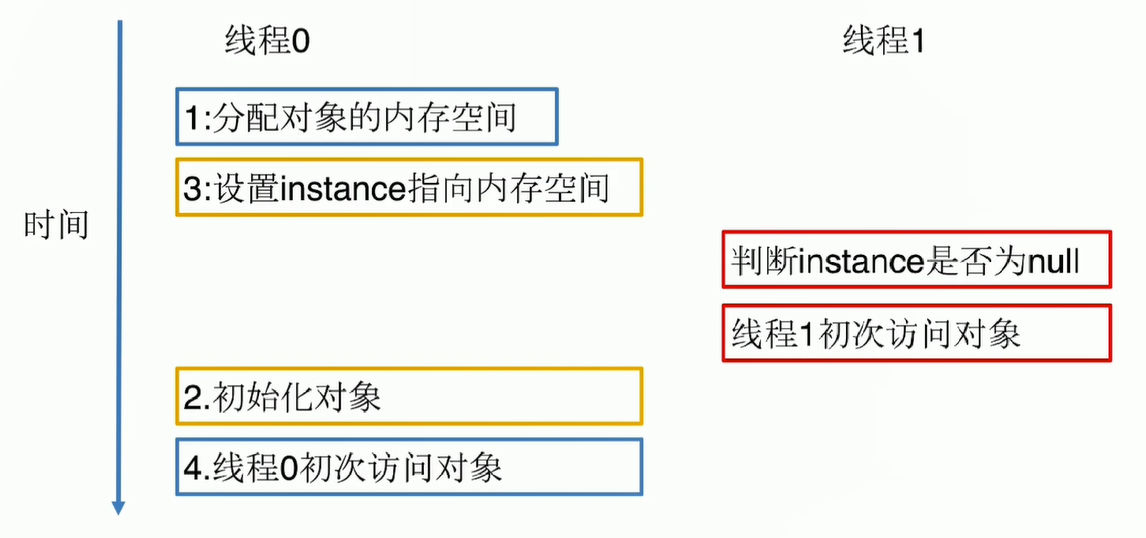 线程0
线程1
1:分配对象的内存空间
3:设置instance指向内存空间
时间
判断instance是否为null
线程1初次访问对象
2.初始化对象
4.线程0初次访问对象